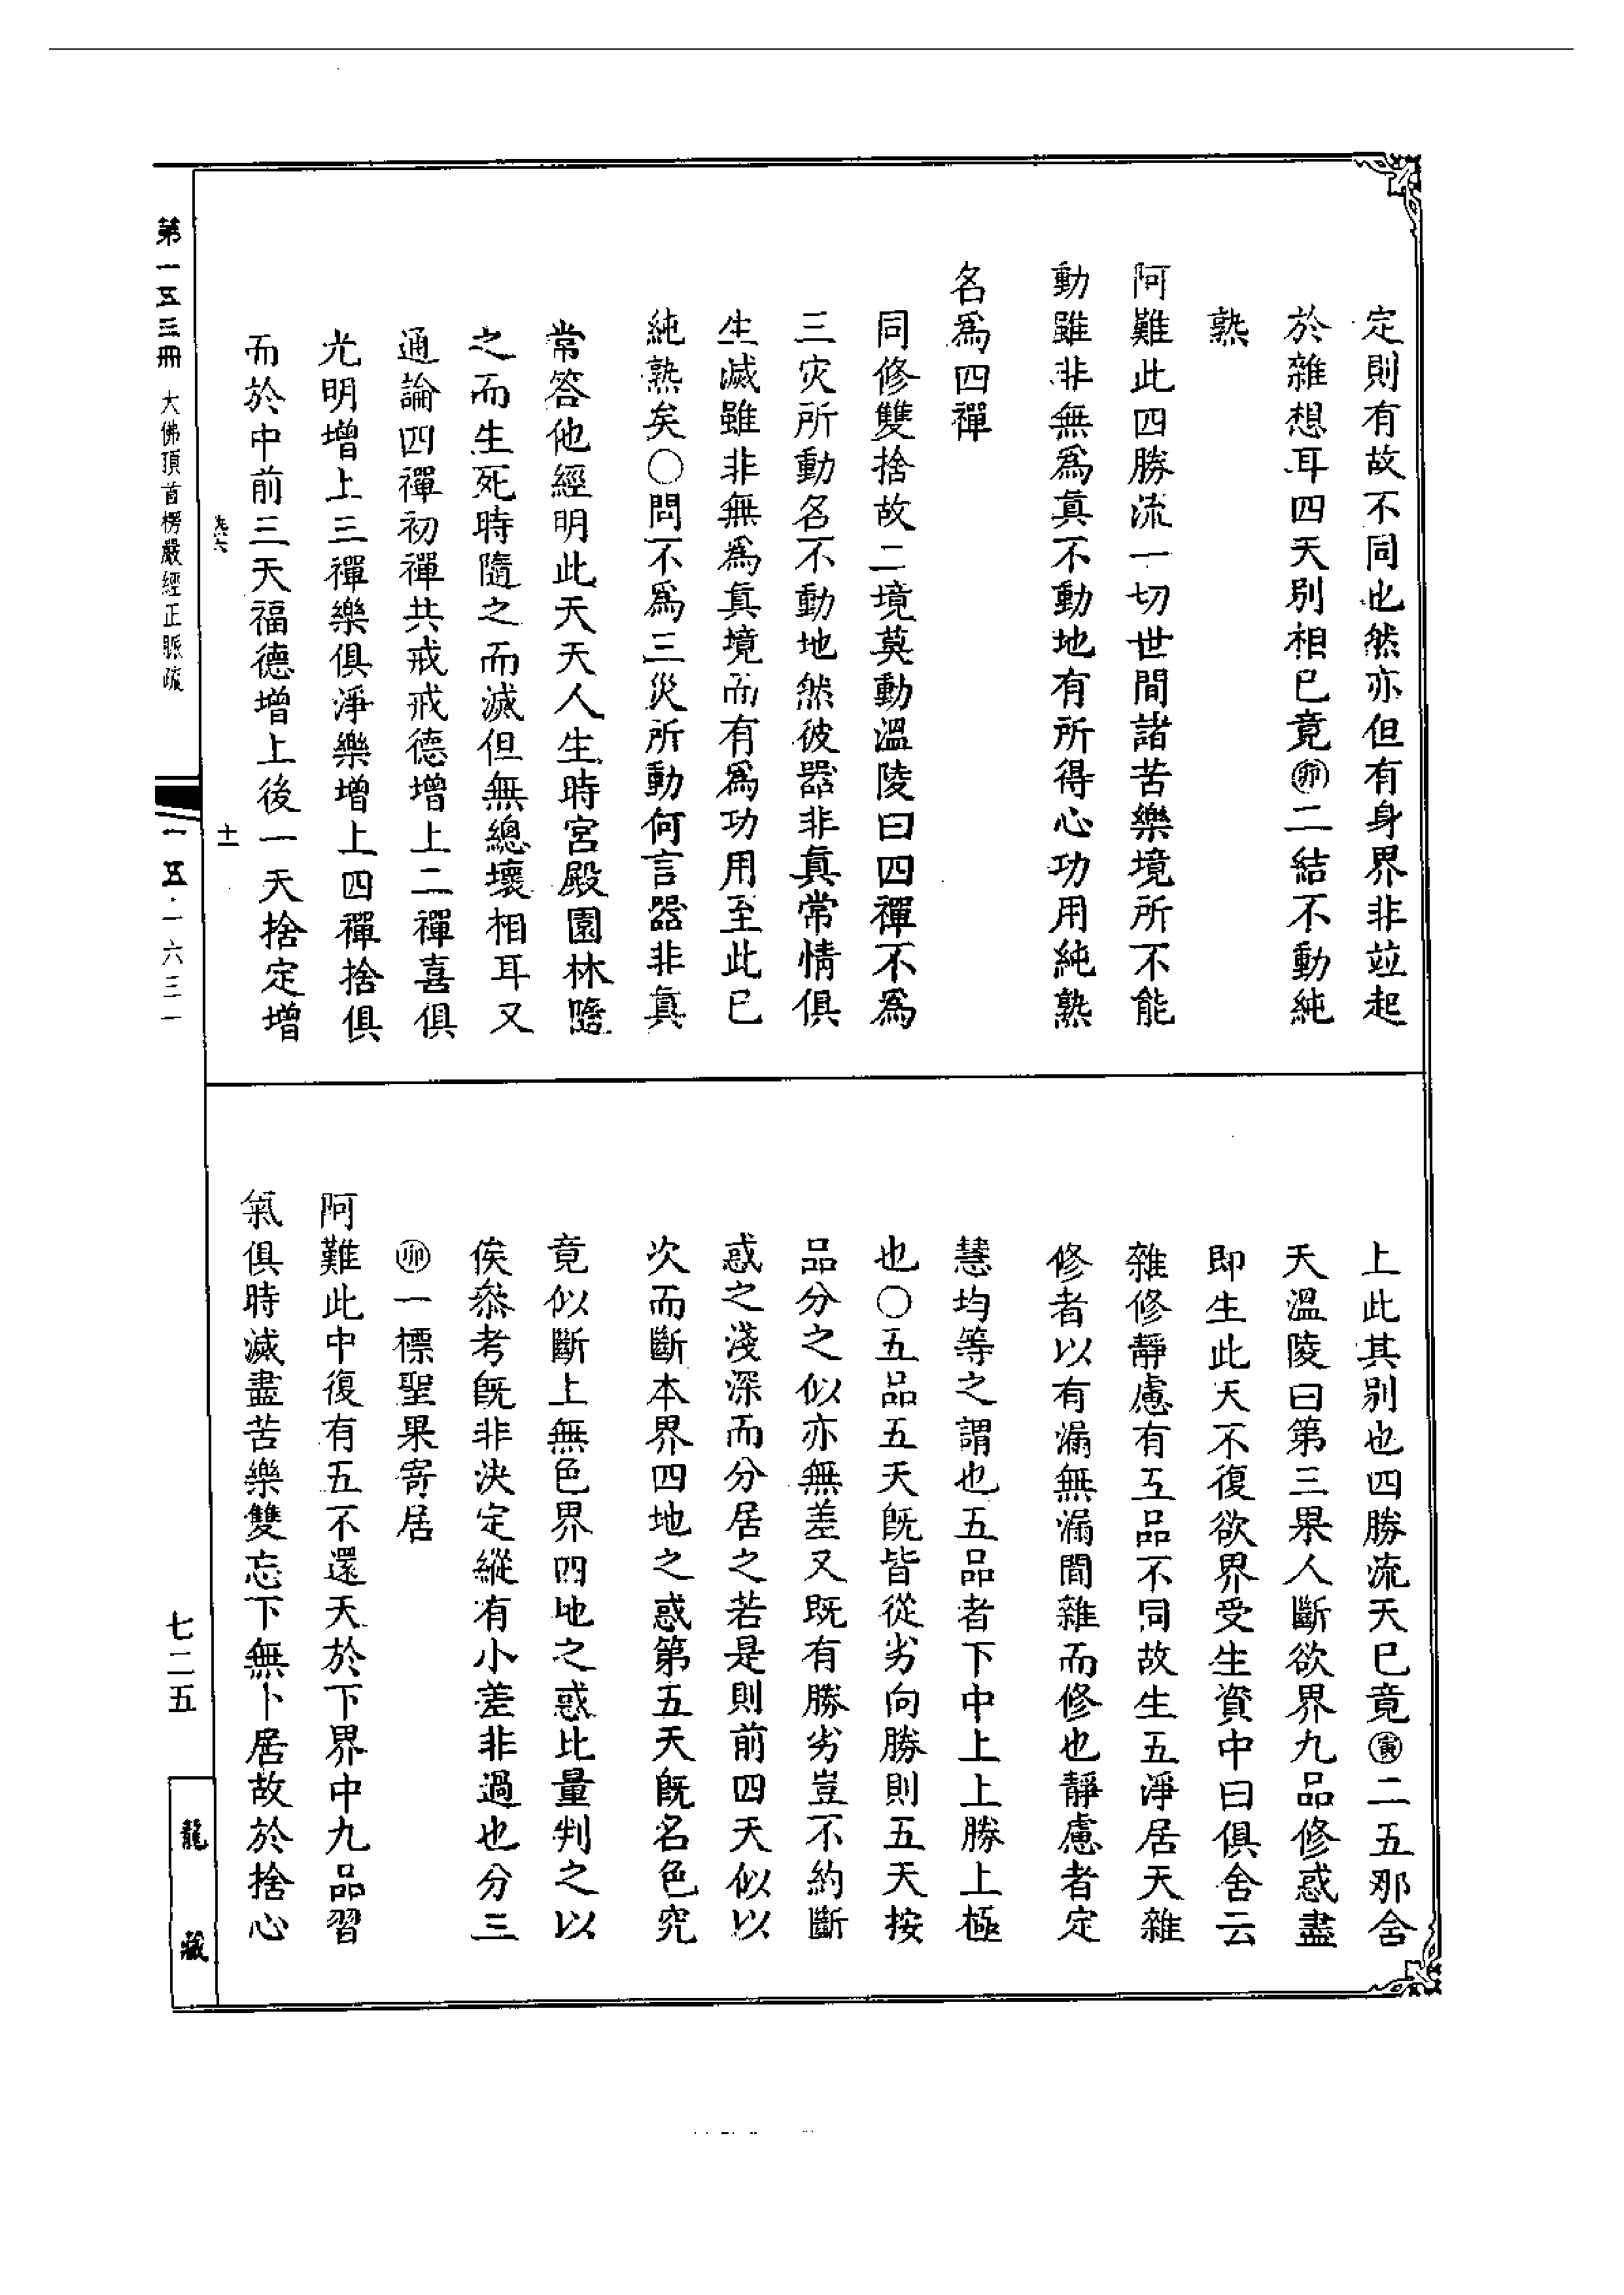 定則有故不同也然亦但有身界非竝起
於雜想耳四天别相已竟㊞二結不動純
熟
阿難此四勝流一切世間諸苦樂境所不能
動雖非無爲真不動地有所得心功用純熟
名爲四禪
同修雙捨故二境莫動溫陵曰四禪不爲
三灾所動名不動地然彼器非真常情俱
生滅雖非無爲真境而有爲功用至此已
純熟矣○問不爲三災所動何言器非真
常答他經明此天天人生時宮殿園林隨
之而生死時隨之而滅但無總壞相耳又
通論四禪初禪共戒戒德增上二禪喜俱
光明增上三禪樂俱淨樂增上四禪捨俱
而於中前三天福德增上後一天捨定增
上此其别也四勝流天已竟寅二五那舍
天溫陵曰第三果人斷欲界九品修惑盡
即生此天不復欲界受生資中曰俱舍云
雜修靜慮有五品不同故生五淨居天雜
修者以有漏無漏間雜而修也靜慮者定
慧均等之謂也五品者下中上上勝上極
也○五品五天旣皆從劣向勝則五天按
品分之似亦無差又既有勝劣豈不約斷
惑之淺深而分居之若是則前四天似以
次而斷本界四地之惑第五天旣名色究
竟似斷上無色界四地之惑比量判之以
俟叅考旣非決定縱有小差非過也分三
卯一標聖果寄居
阿難此中復有五不還天於下界中九品習
氣俱時滅盡苦樂雙忘下無卜居故於捨心
第一五三冊 大佛頂首楞嚴經正脈疏
卷六
十一
一五·一六三一
七二五
龍藏